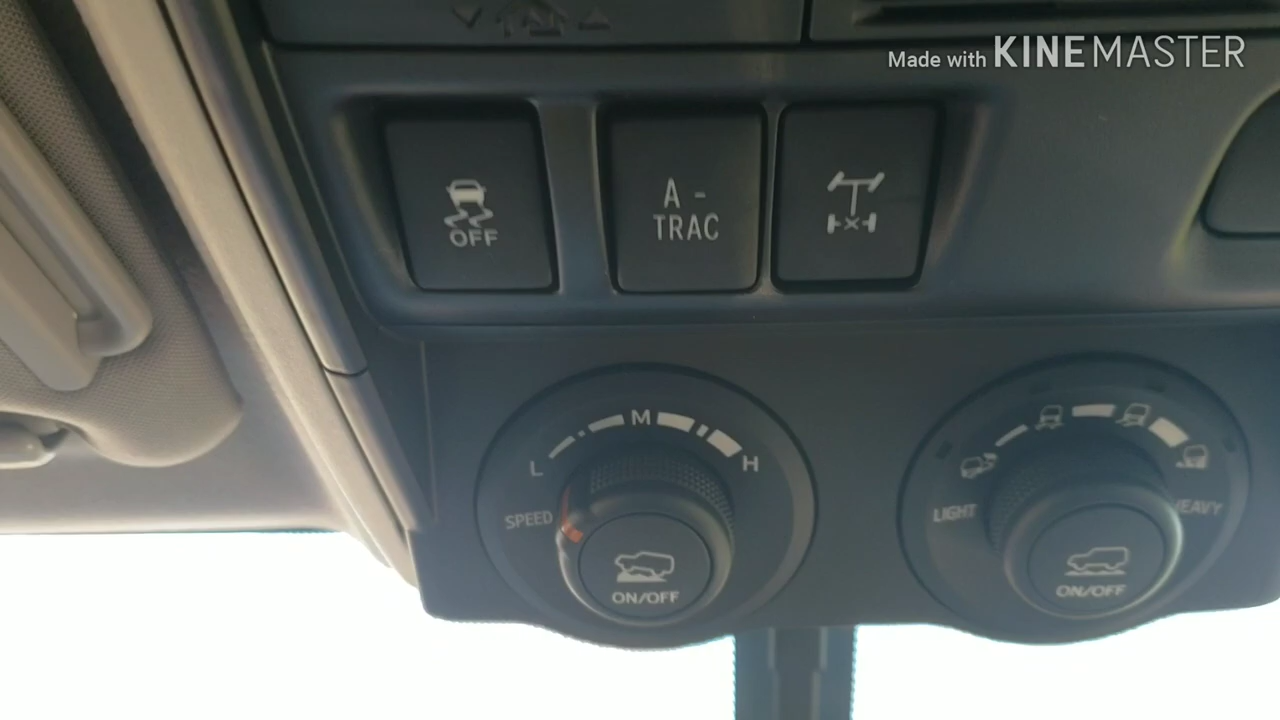 Made with KINEMASTER
OFF
A -
TRAC
L
M
H
SPEED
ON/OFF
LIGHT
HEAVY
ON/OFF